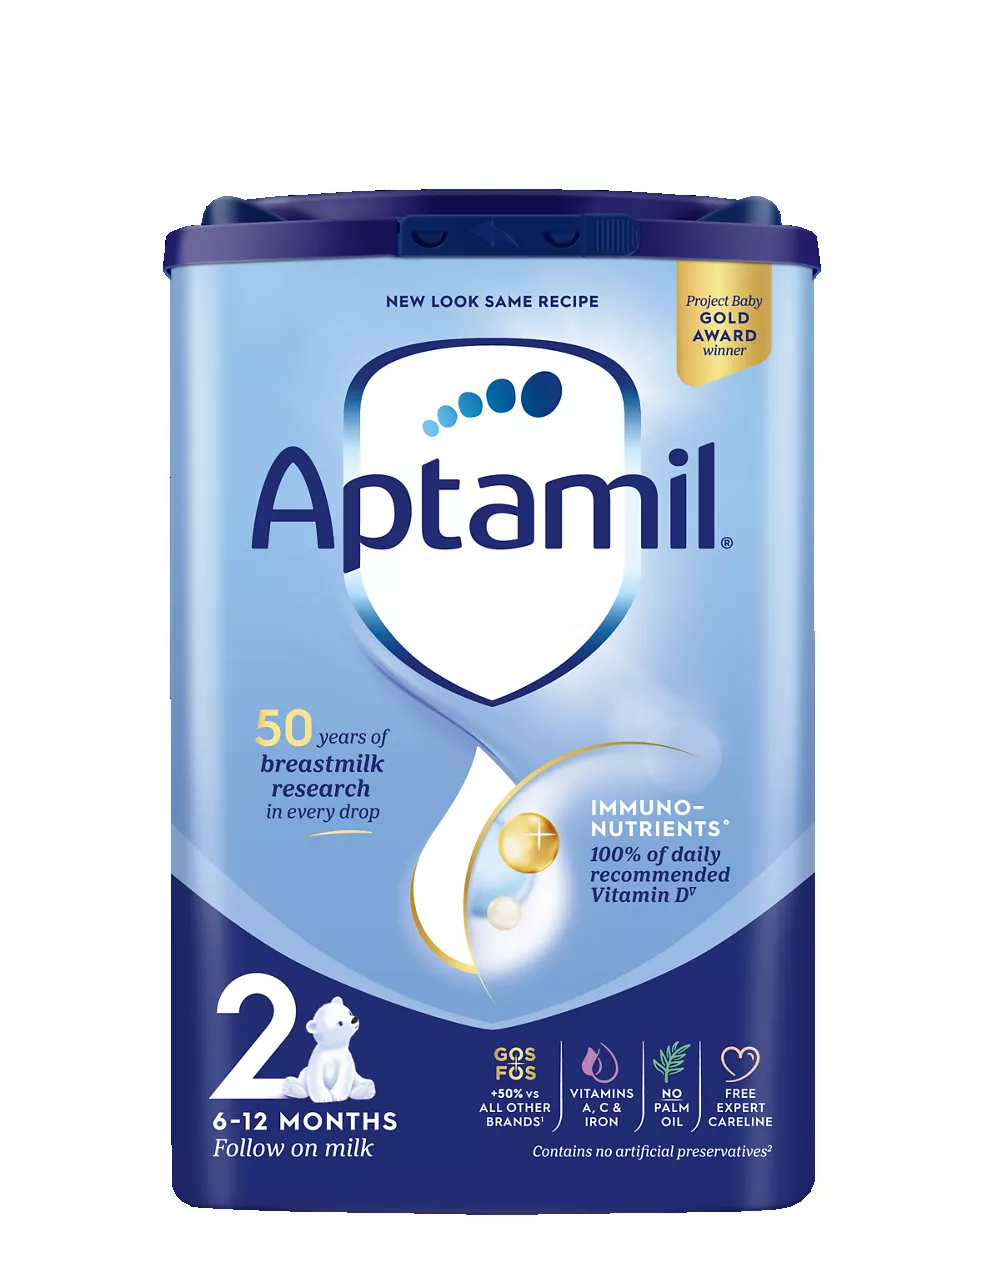 NEW LOOK SAME RECIPE
Project Baby
GOLD
AWARD
winner
Aptamil®
50 years of
breastmilk
research
in every drop
IMMUNO-
NUTRIENTS°
100% of daily
recommended
Vitamin D∇
2
6-12 MONTHS
Follow on milk
GOS
+
FOS
+50% vs
ALL OTHER
BRANDS¹
VITAMINS
A, C &
IRON
NO
PALM
OIL
FREE
EXPERT
CARELINE
Contains no artificial preservatives²